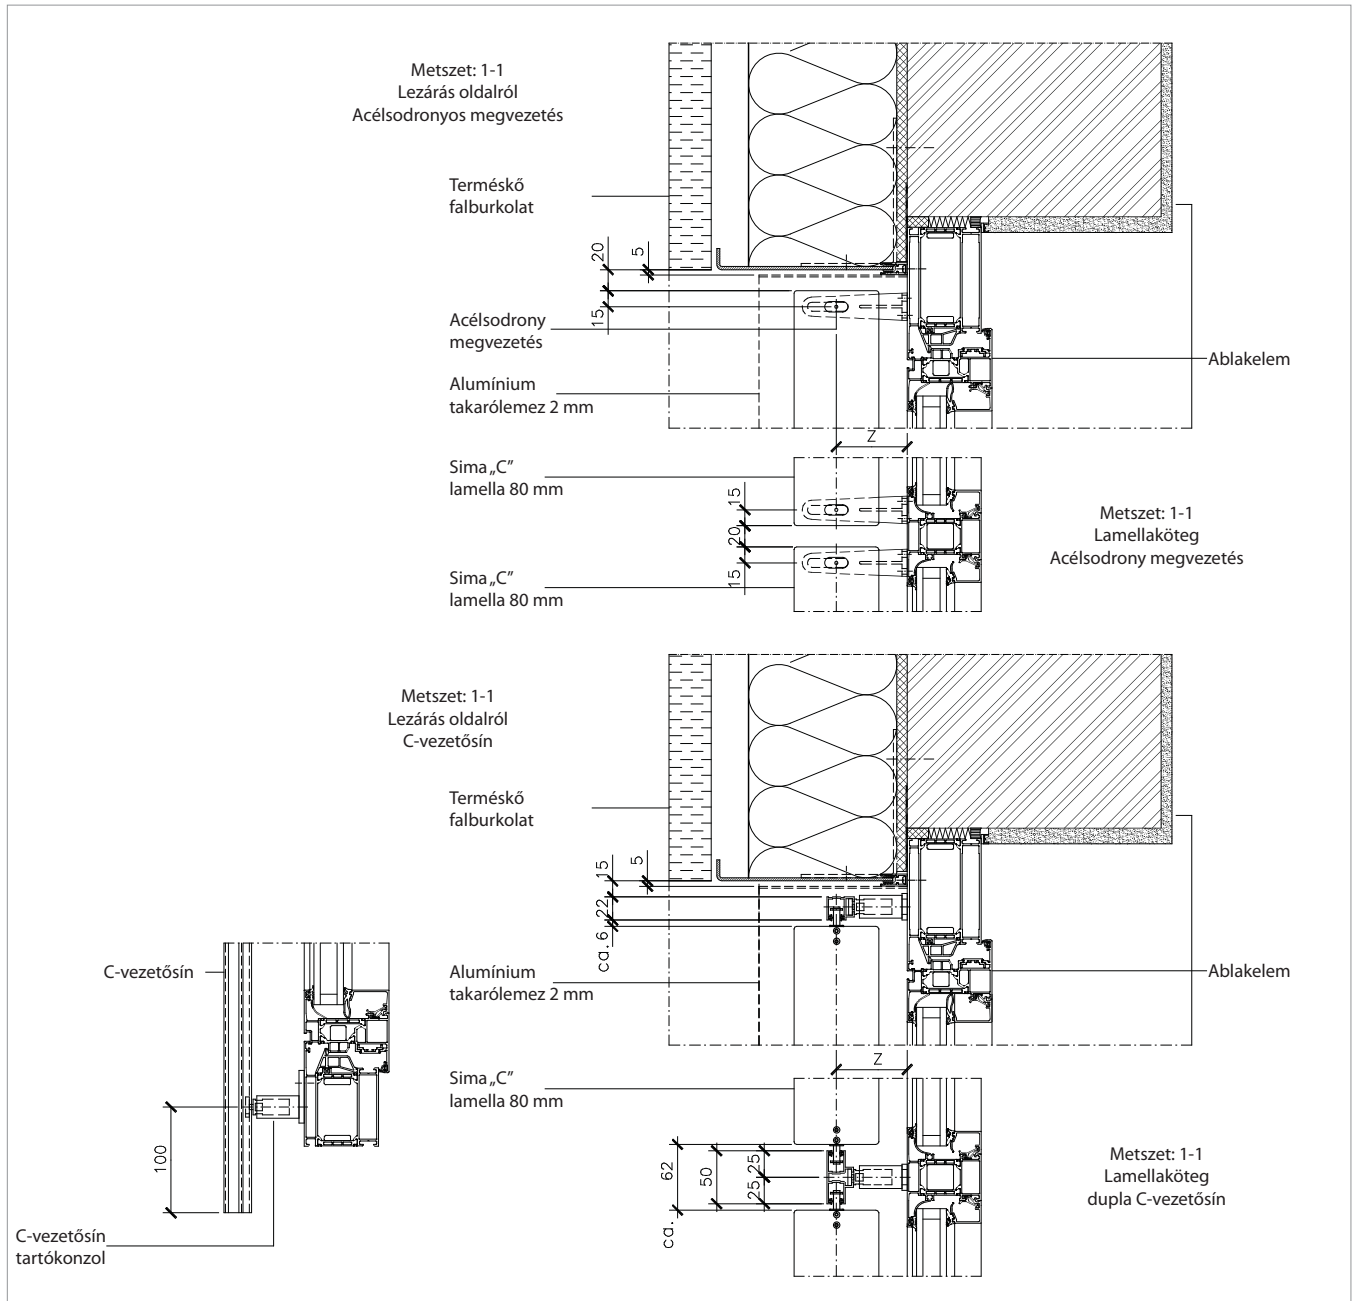 Metszet: 1-1
Lezárás oldalról
Acélsodronyos megvezetés
Terméskő
falburkolat
20
5
15
Acélsodrony
megvezetés
Alumínium
takarólemez 2 mm
Ablakelem
Z
Sima „C”
lamella 80 mm
15
20
15
Sima „C”
lamella 80 mm
Metszet: 1-1
Lamellaköteg
Acélsodrony megvezetés
Metszet: 1-1
Lezárás oldalról
C-vezetősín
Terméskő
falburkolat
15
5
22
ca. 6
C-vezetősín
Alumínium
takarólemez 2 mm
Ablakelem
Z
Sima „C”
lamella 80 mm
100
ca. 62
50
25
25
Metszet: 1-1
Lamellaköteg
dupla C-vezetősín
C-vezetősín
tartókonzol